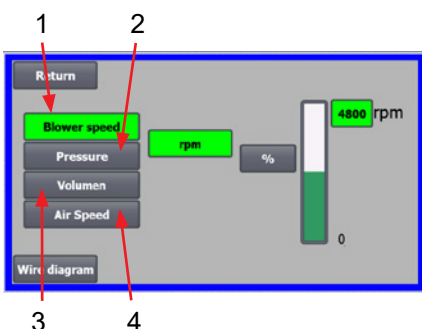 1 2
Return
4800 rpm
Blower speed
rpm
Pressure
%
Volumen
Air Speed
0
Wire diagram
3 4